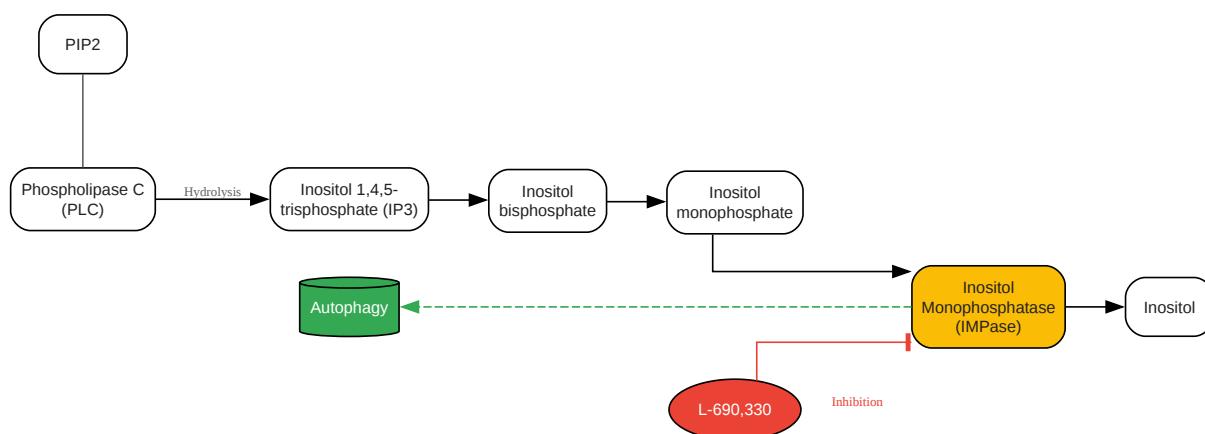 PIP2
Phospholipase C
(PLC)
Hydrolysis
Inositol 1,4,5-
trisphosphate (IP3)
Inositol
bisphosphate
Inositol
monophosphate
Autophagy
Inositol
Monophosphatase
(IMPase)
Inositol
L-690,330
Inhibition